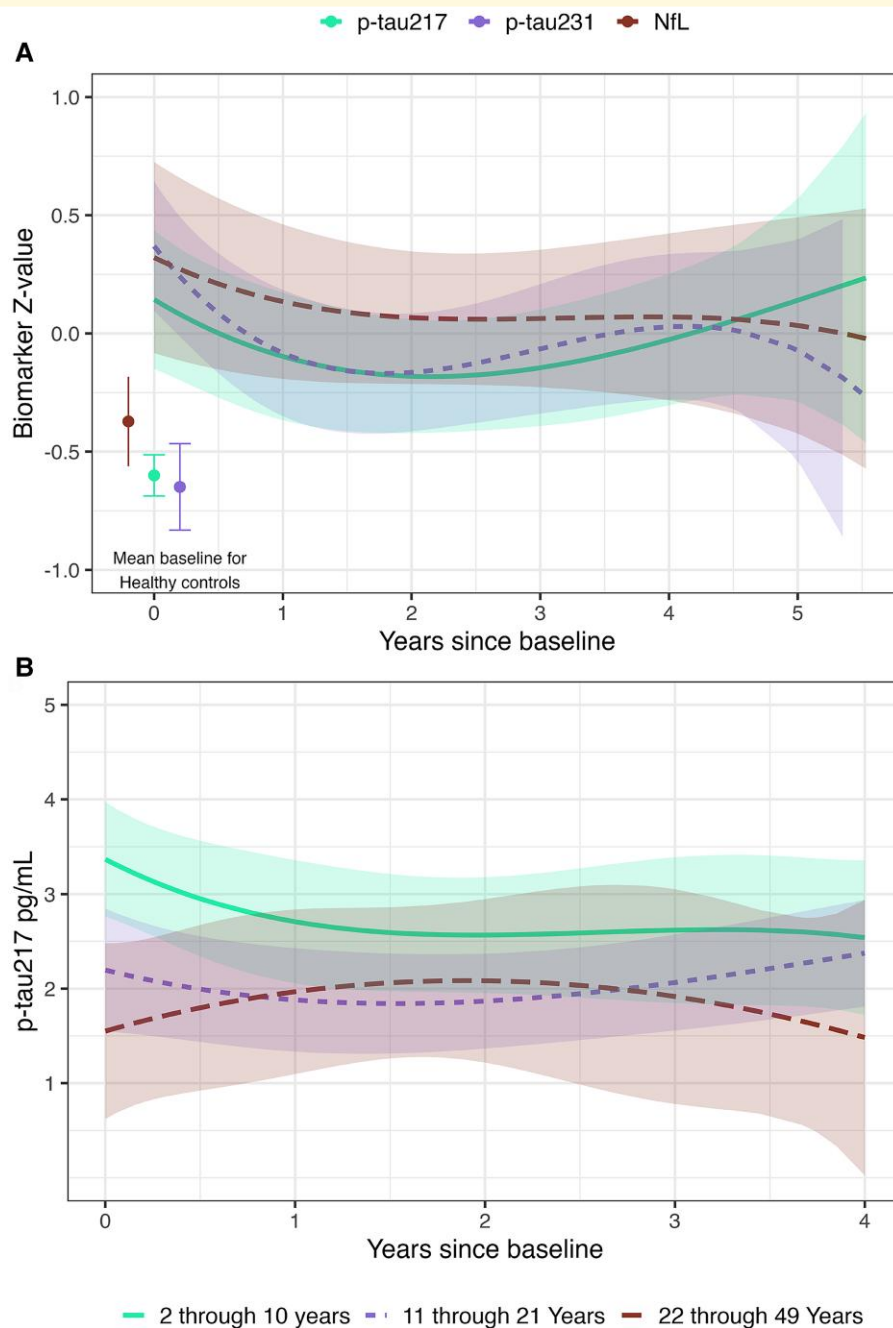 p-tau217 p-tau231 NfL
A
1.0
0.5
0.0
-0.5
-1.0
Biomarker Z-value
Mean baseline for
Healthy controls
0 1 2 3 4 5
Years since baseline
B
5
4
3
2
1
p-tau217 pg/mL
0 1 2 3 4
Years since baseline
2 through 10 years 11 through 21 Years 22 through 49 Years